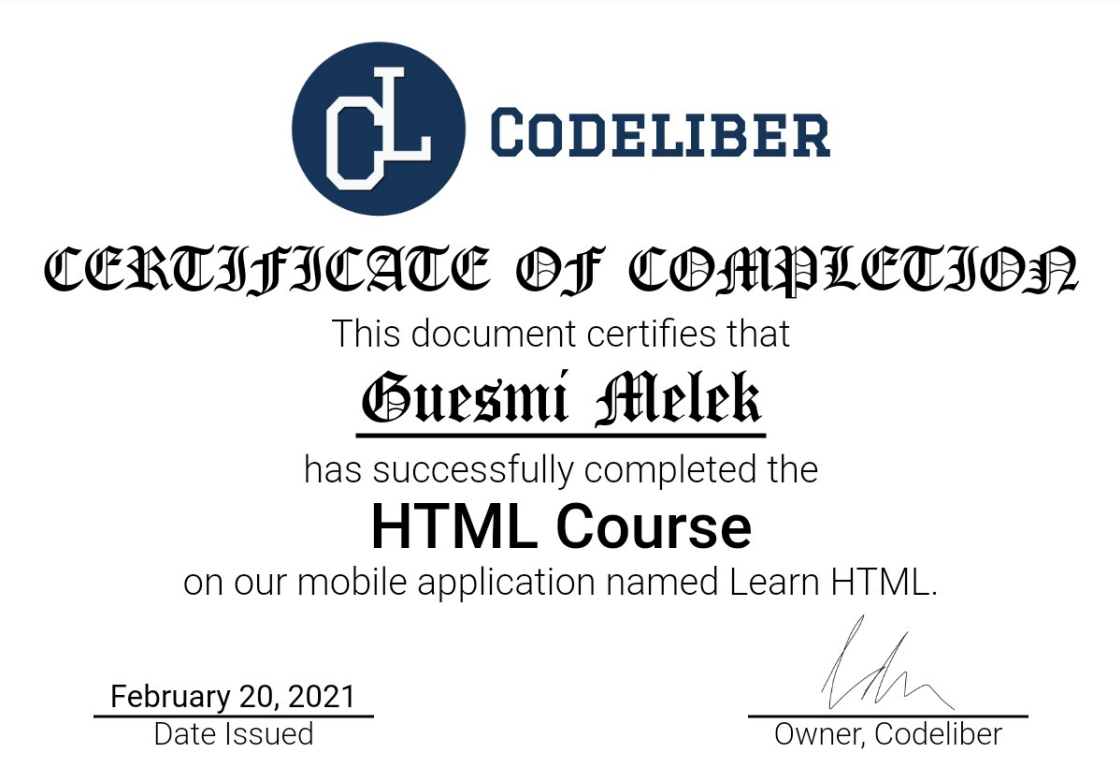 CL CODELIBER
CERTIFICATE OF COMPLETION
This document certifies that
Guesmi Melek
has successfully completed the
HTML Course
on our mobile application named Learn HTML.
February 20, 2021
Date Issued
Owner, Codeliber